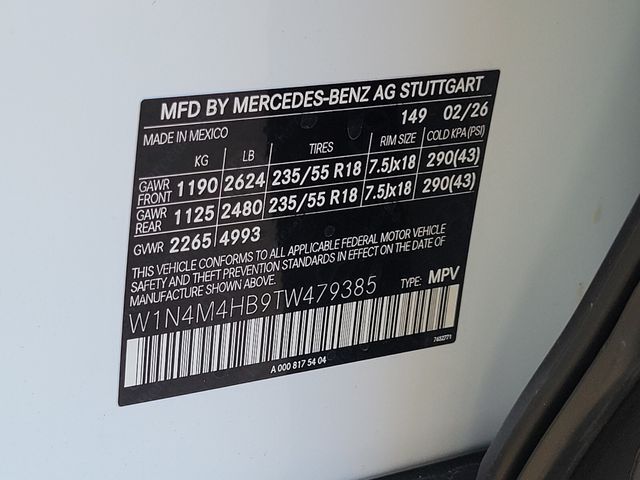 MFD BY MERCEDES-BENZ AG STUTTGART
149 02/26
MADE IN MEXICO
KG LB TIRES RIM SIZE COLD KPA (PSI)
GAWR FRONT 1190 2624 235/55 R18 7.5Jx18 290(43)
GAWR REAR 1125 2480 235/55 R18 7.5Jx18 290(43)
GVWR 2265 4993
THIS VEHICLE CONFORMS TO ALL APPLICABLE FEDERAL MOTOR VEHICLE
SAFETY AND THEFT PREVENTION STANDARDS IN EFFECT ON THE DATE OF
MANUFACTURE SHOWN ABOVE.
W1N4M4HB9TW479385 TYPE: MPV
7482771
A 000 817 54 04